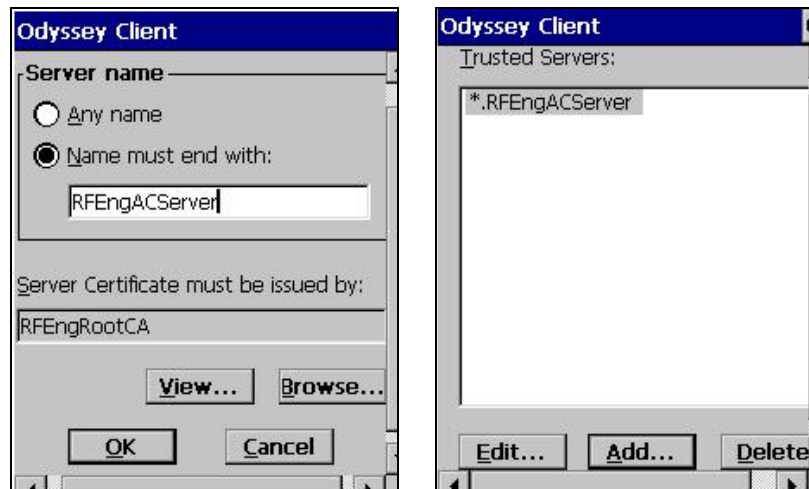 Odyssey Client
Server name
Any name
Name must end with:
RFEngACServer
Server Certificate must be issued by:
RFEngRootCA
View...
Browse...
OK
Cancel
Odyssey Client
Trusted Servers:
*.RFEngACServer
Edit...
Add...
Delete